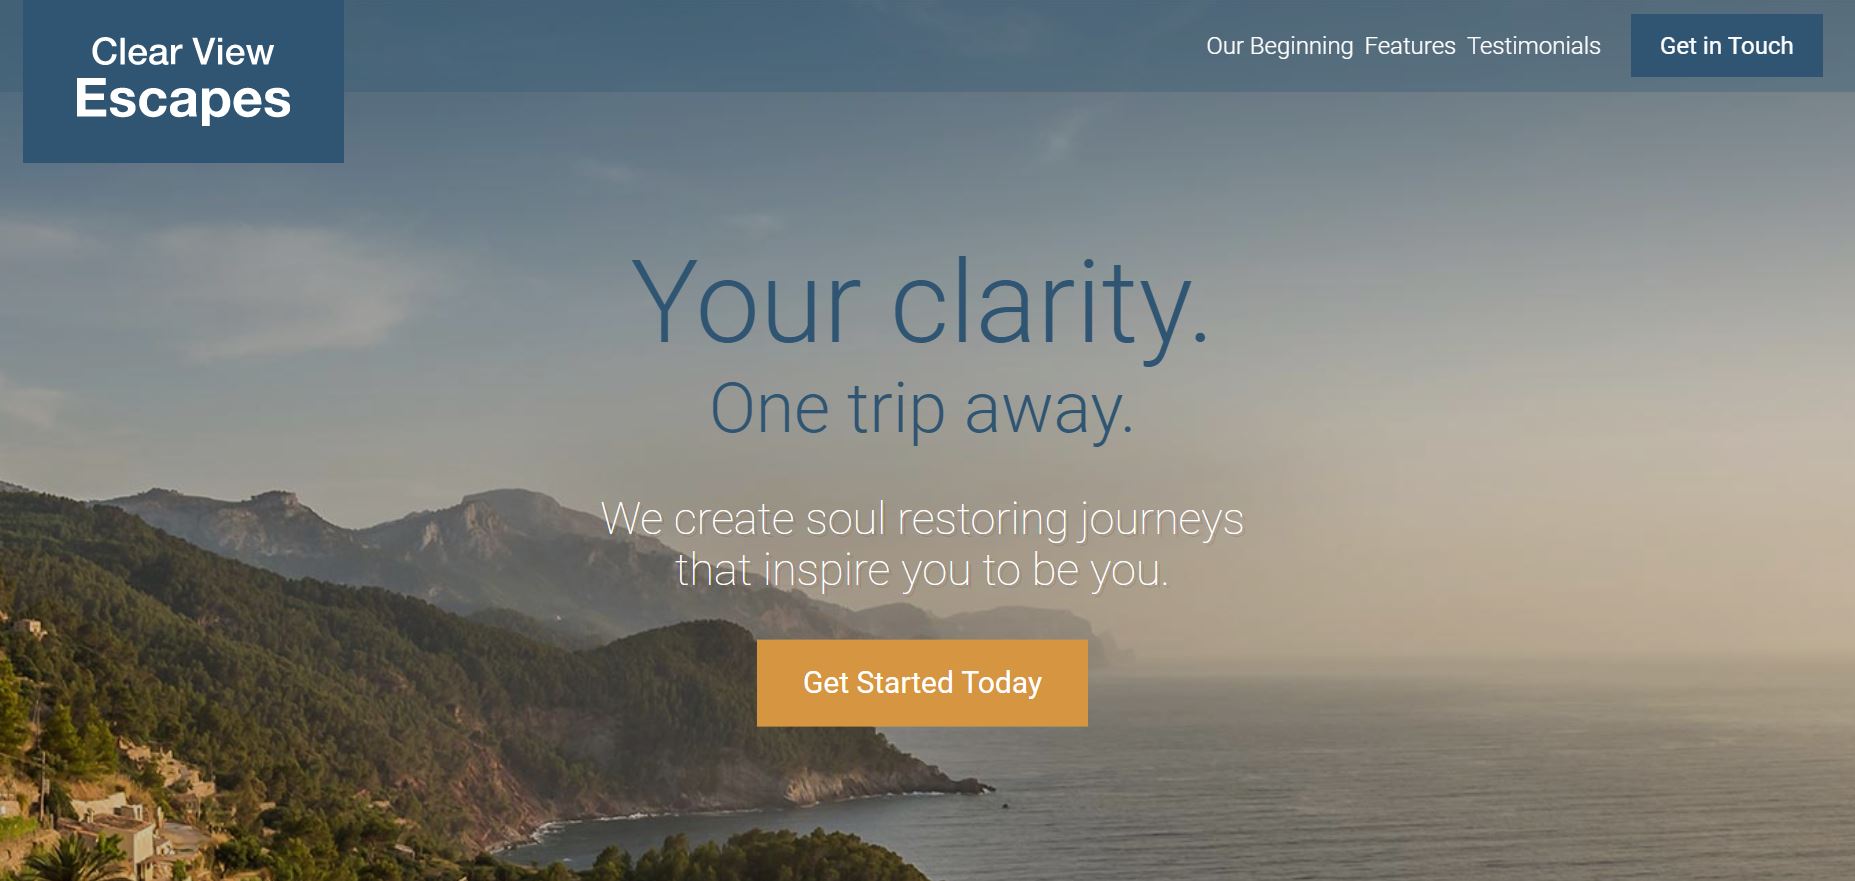 Clear View
Escapes
Our Beginning Features Testimonials Get in Touch
Your clarity.
One trip away.
We create soul restoring journeys
that inspire you to be you.
Get Started Today